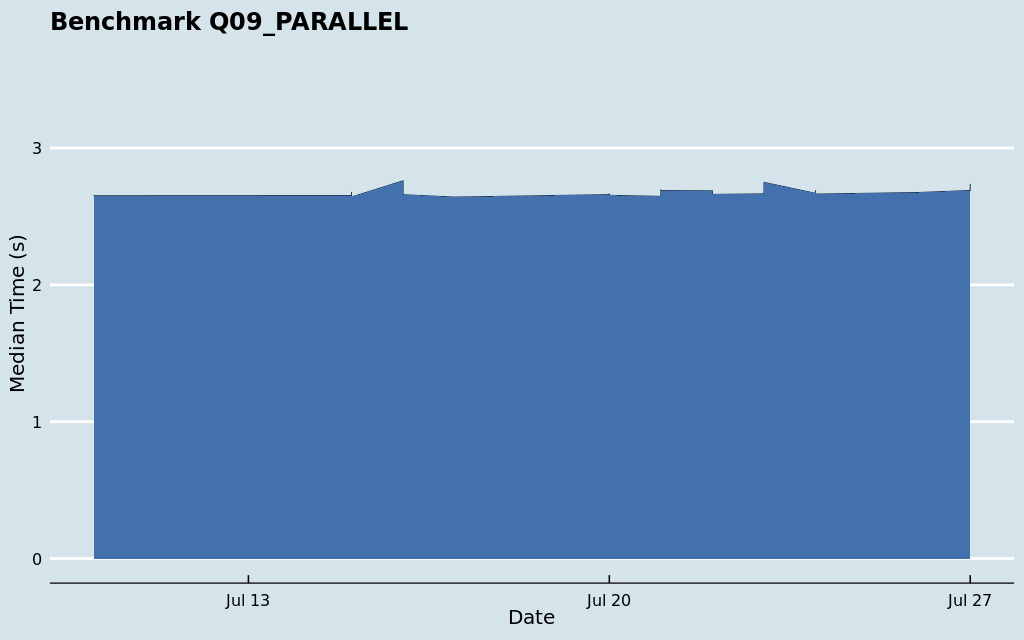 Benchmark Q09_PARALLEL
3
2
1
0
Median Time (s)
Jul 13
Jul 20
Jul 27
Date